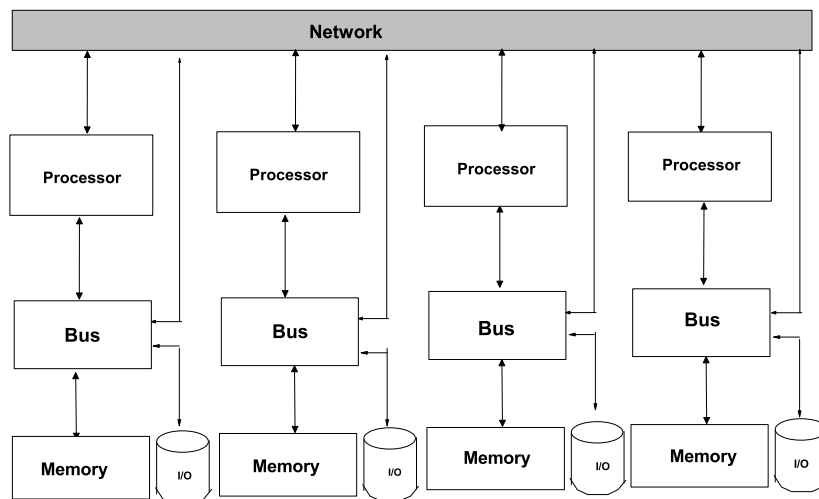 Network
Processor
Processor
Processor
Processor
Bus
Bus
Bus
Bus
Memory
I/O
Memory
I/O
Memory
I/O
Memory
I/O